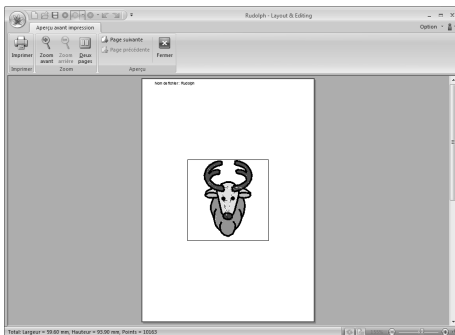 Rudolph - Layout & Editing
Aperçu avant impression
Option
Imprimer
Zoom avant
Zoom arrière
Deux pages
Page suivante
Page précédente
Fermer
Imprimer
Zoom
Aperçu
Nom de fichier : Rudolph
Total: Largeur = 59.60 mm, Hauteur = 93.90 mm, Points = 10163